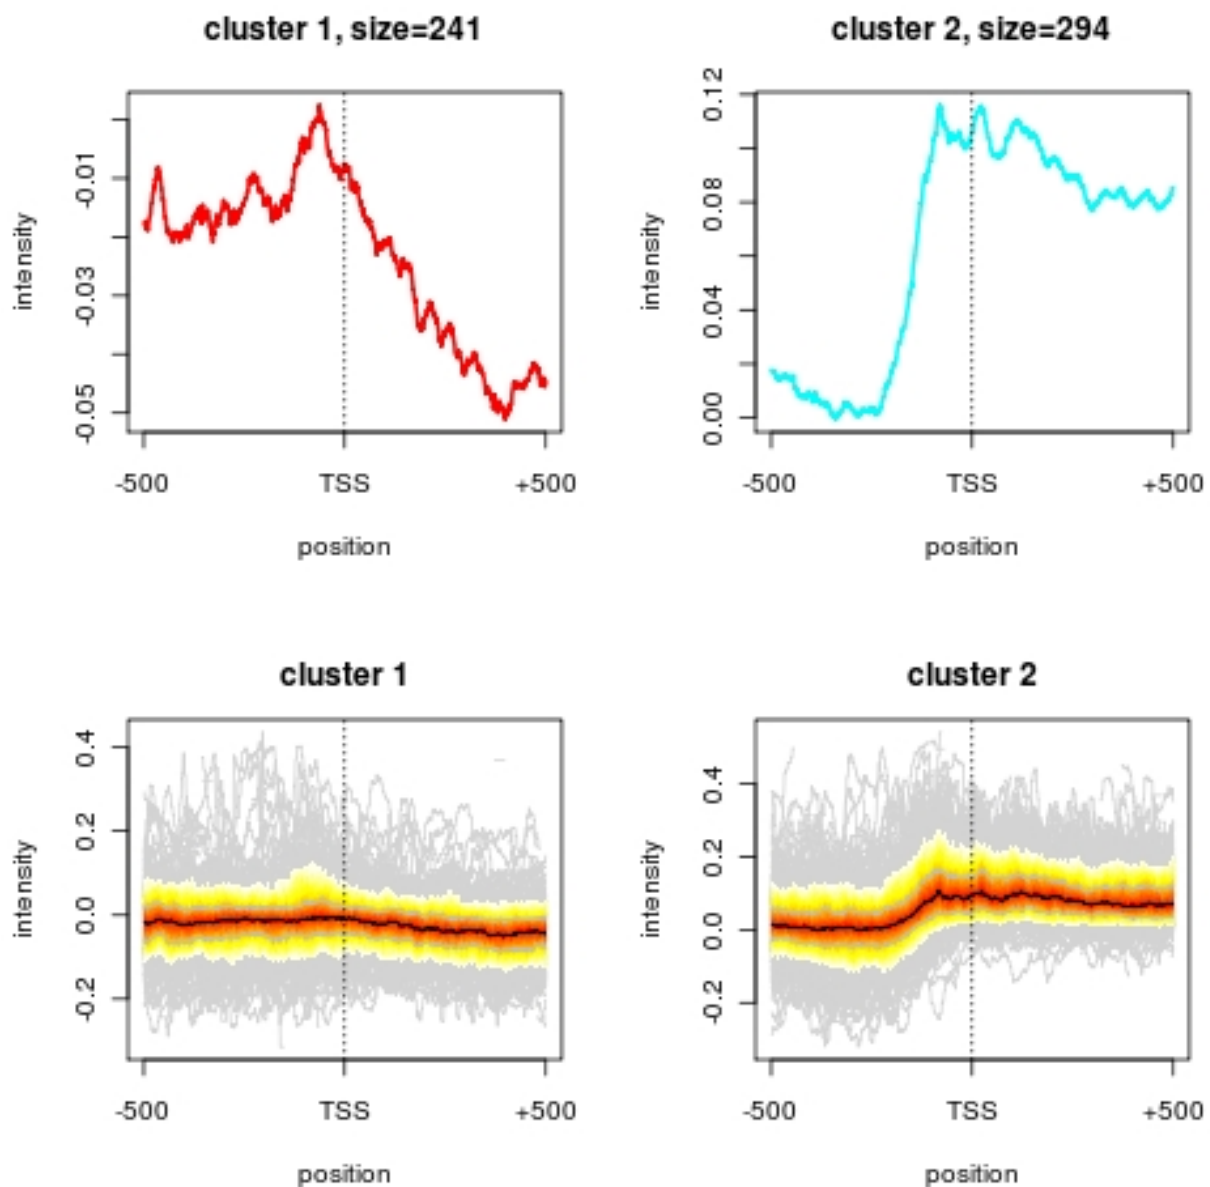 cluster 1, size=241
intensity
-0.01
-0.03
-0.05
-500
TSS
+500
position
cluster 2, size=294
intensity
0.12
0.08
0.04
0.00
-500
TSS
+500
position
cluster 1
intensity
0.4
0.2
0.0
-0.2
-500
TSS
+500
position
cluster 2
intensity
0.4
0.2
0.0
-0.2
-500
TSS
+500
position